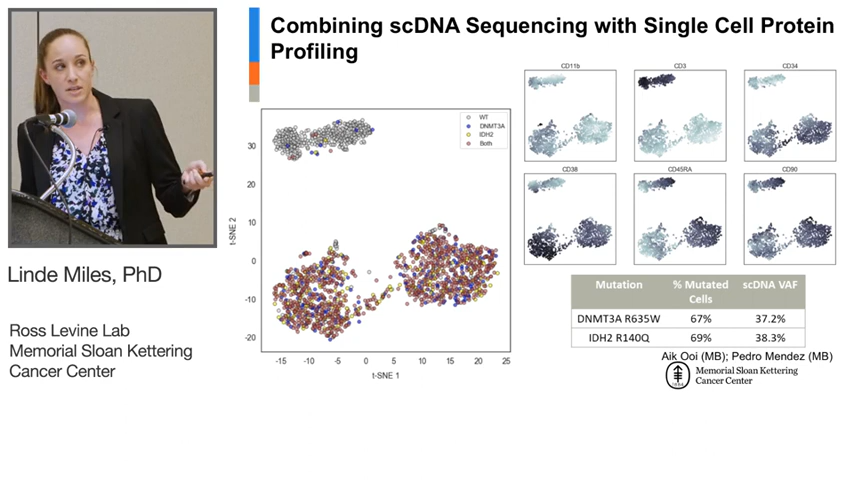 Combining scDNA Sequencing with Single Cell Protein
Profiling
Linde Miles, PhD
Ross Levine Lab
Memorial Sloan Kettering
Cancer Center
WT
DNMT3A
IDH2
Both
30
20
10
0
-10
-20
t-SNE 2
-15 -10 -5 0 5 10 15 20 25
t-SNE 1
CD11b CD3 CD34
CD38 CD45RA CD90
Mutation % Mutated Cells scDNA VAF
DNMT3A R635W 67% 37.2%
IDH2 R140Q 69% 38.3%
Aik Ooi (MB); Pedro Mendez (MB)
Memorial Sloan Kettering
Cancer Center